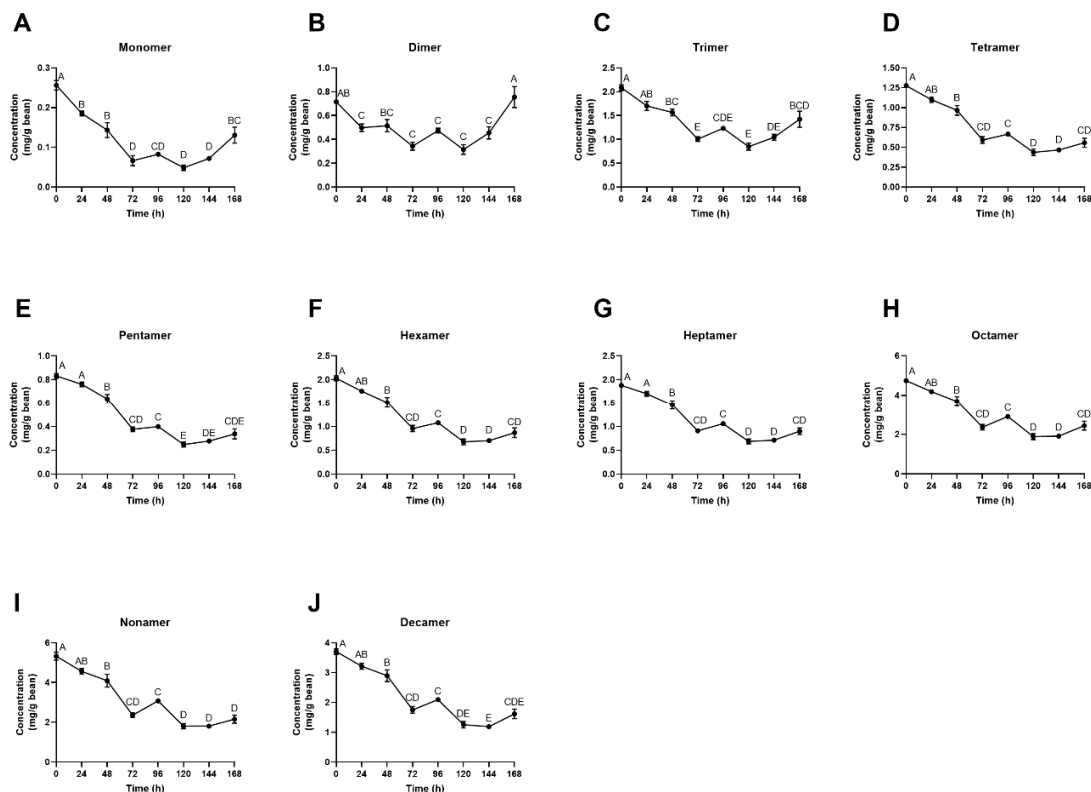 A
Monomer
Concentration
(mg/g bean)
0.3
0.2
0.1
0.0
A
B
B
D
CD
D
D
BC
0 24 48 72 96 120 144 168
Time (h)
B
Dimer
Concentration
(mg/g bean)
1.0
0.8
0.6
0.4
0.2
0.0
AB
C
BC
C
C
C
C
A
0 24 48 72 96 120 144 168
Time (h)
C
Trimer
Concentration
(mg/g bean)
2.5
2.0
1.5
1.0
0.5
0.0
A
AB
BC
E
CDE
E
DE
BCD
0 24 48 72 96 120 144 168
Time (h)
D
Tetramer
Concentration
(mg/g bean)
1.50
1.25
1.00
0.75
0.50
0.25
0.00
A
AB
B
CD
C
D
D
CD
0 24 48 72 96 120 144 168
Time (h)
E
Pentamer
Concentration
(mg/g bean)
1.0
0.8
0.6
0.4
0.2
0.0
A
A
B
CD
C
E
DE
CDE
0 24 48 72 96 120 144 168
Time (h)
F
Hexamer
Concentration
(mg/g bean)
2.5
2.0
1.5
1.0
0.5
0.0
A
AB
B
CD
C
D
D
CD
0 24 48 72 96 120 144 168
Time (h)
G
Heptamer
Concentration
(mg/g bean)
2.5
2.0
1.5
1.0
0.5
0.0
A
A
B
CD
C
D
D
CD
0 24 48 72 96 120 144 168
Time (h)
H
Octamer
Concentration
(mg/g bean)
6
4
2
0
A
AB
B
CD
C
D
D
CD
0 24 48 72 96 120 144 168
Time (h)
I
Nonamer
Concentration
(mg/g bean)
6
4
2
0
A
AB
B
CD
C
D
D
D
0 24 48 72 96 120 144 168
Time (h)
J
Decamer
Concentration
(mg/g bean)
4
3
2
1
0
A
AB
B
CD
C
DE
E
CDE
0 24 48 72 96 120 144 168
Time (h)